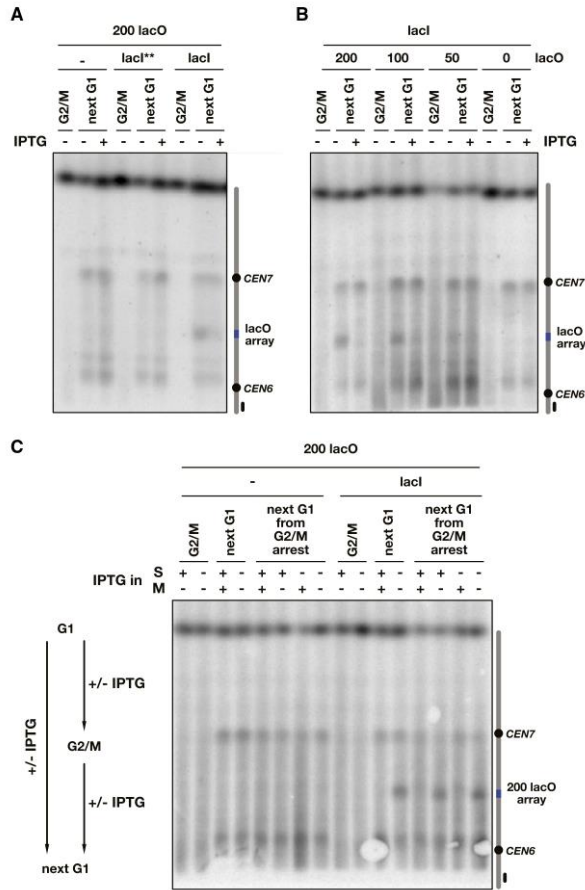 A
200 lacO
- lacI** lacI
G2/M next G1 G2/M next G1 G2/M next G1
IPTG - - + - - + - - +
CEN7
lacO
array
CEN6
B
lacI
200 100 50 0 lacO
G2/M next G1 G2/M next G1 G2/M next G1 G2/M next G1
- - + - - + - - + - - + IPTG
CEN7
lacO
array
CEN6
C
200 lacO
- lacI
G2/M next G1 next G1 from G2/M arrest G2/M next G1 next G1 from G2/M arrest
IPTG in
S + - + - + + - - + - + - + + - -
M + - + - + - + - + - + -
G1
+/- IPTG
+/- IPTG
G2/M
+/- IPTG
next G1
CEN7
200 lacO
array
CEN6